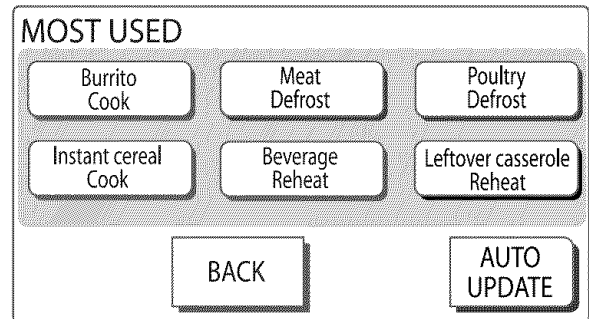 MOST USED
Burrito
Cook
Meat
Defrost
Poultry
Defrost
Instant cereal
Cook
Beverage
Reheat
Leftover casserole
Reheat
BACK
AUTO
UPDATE